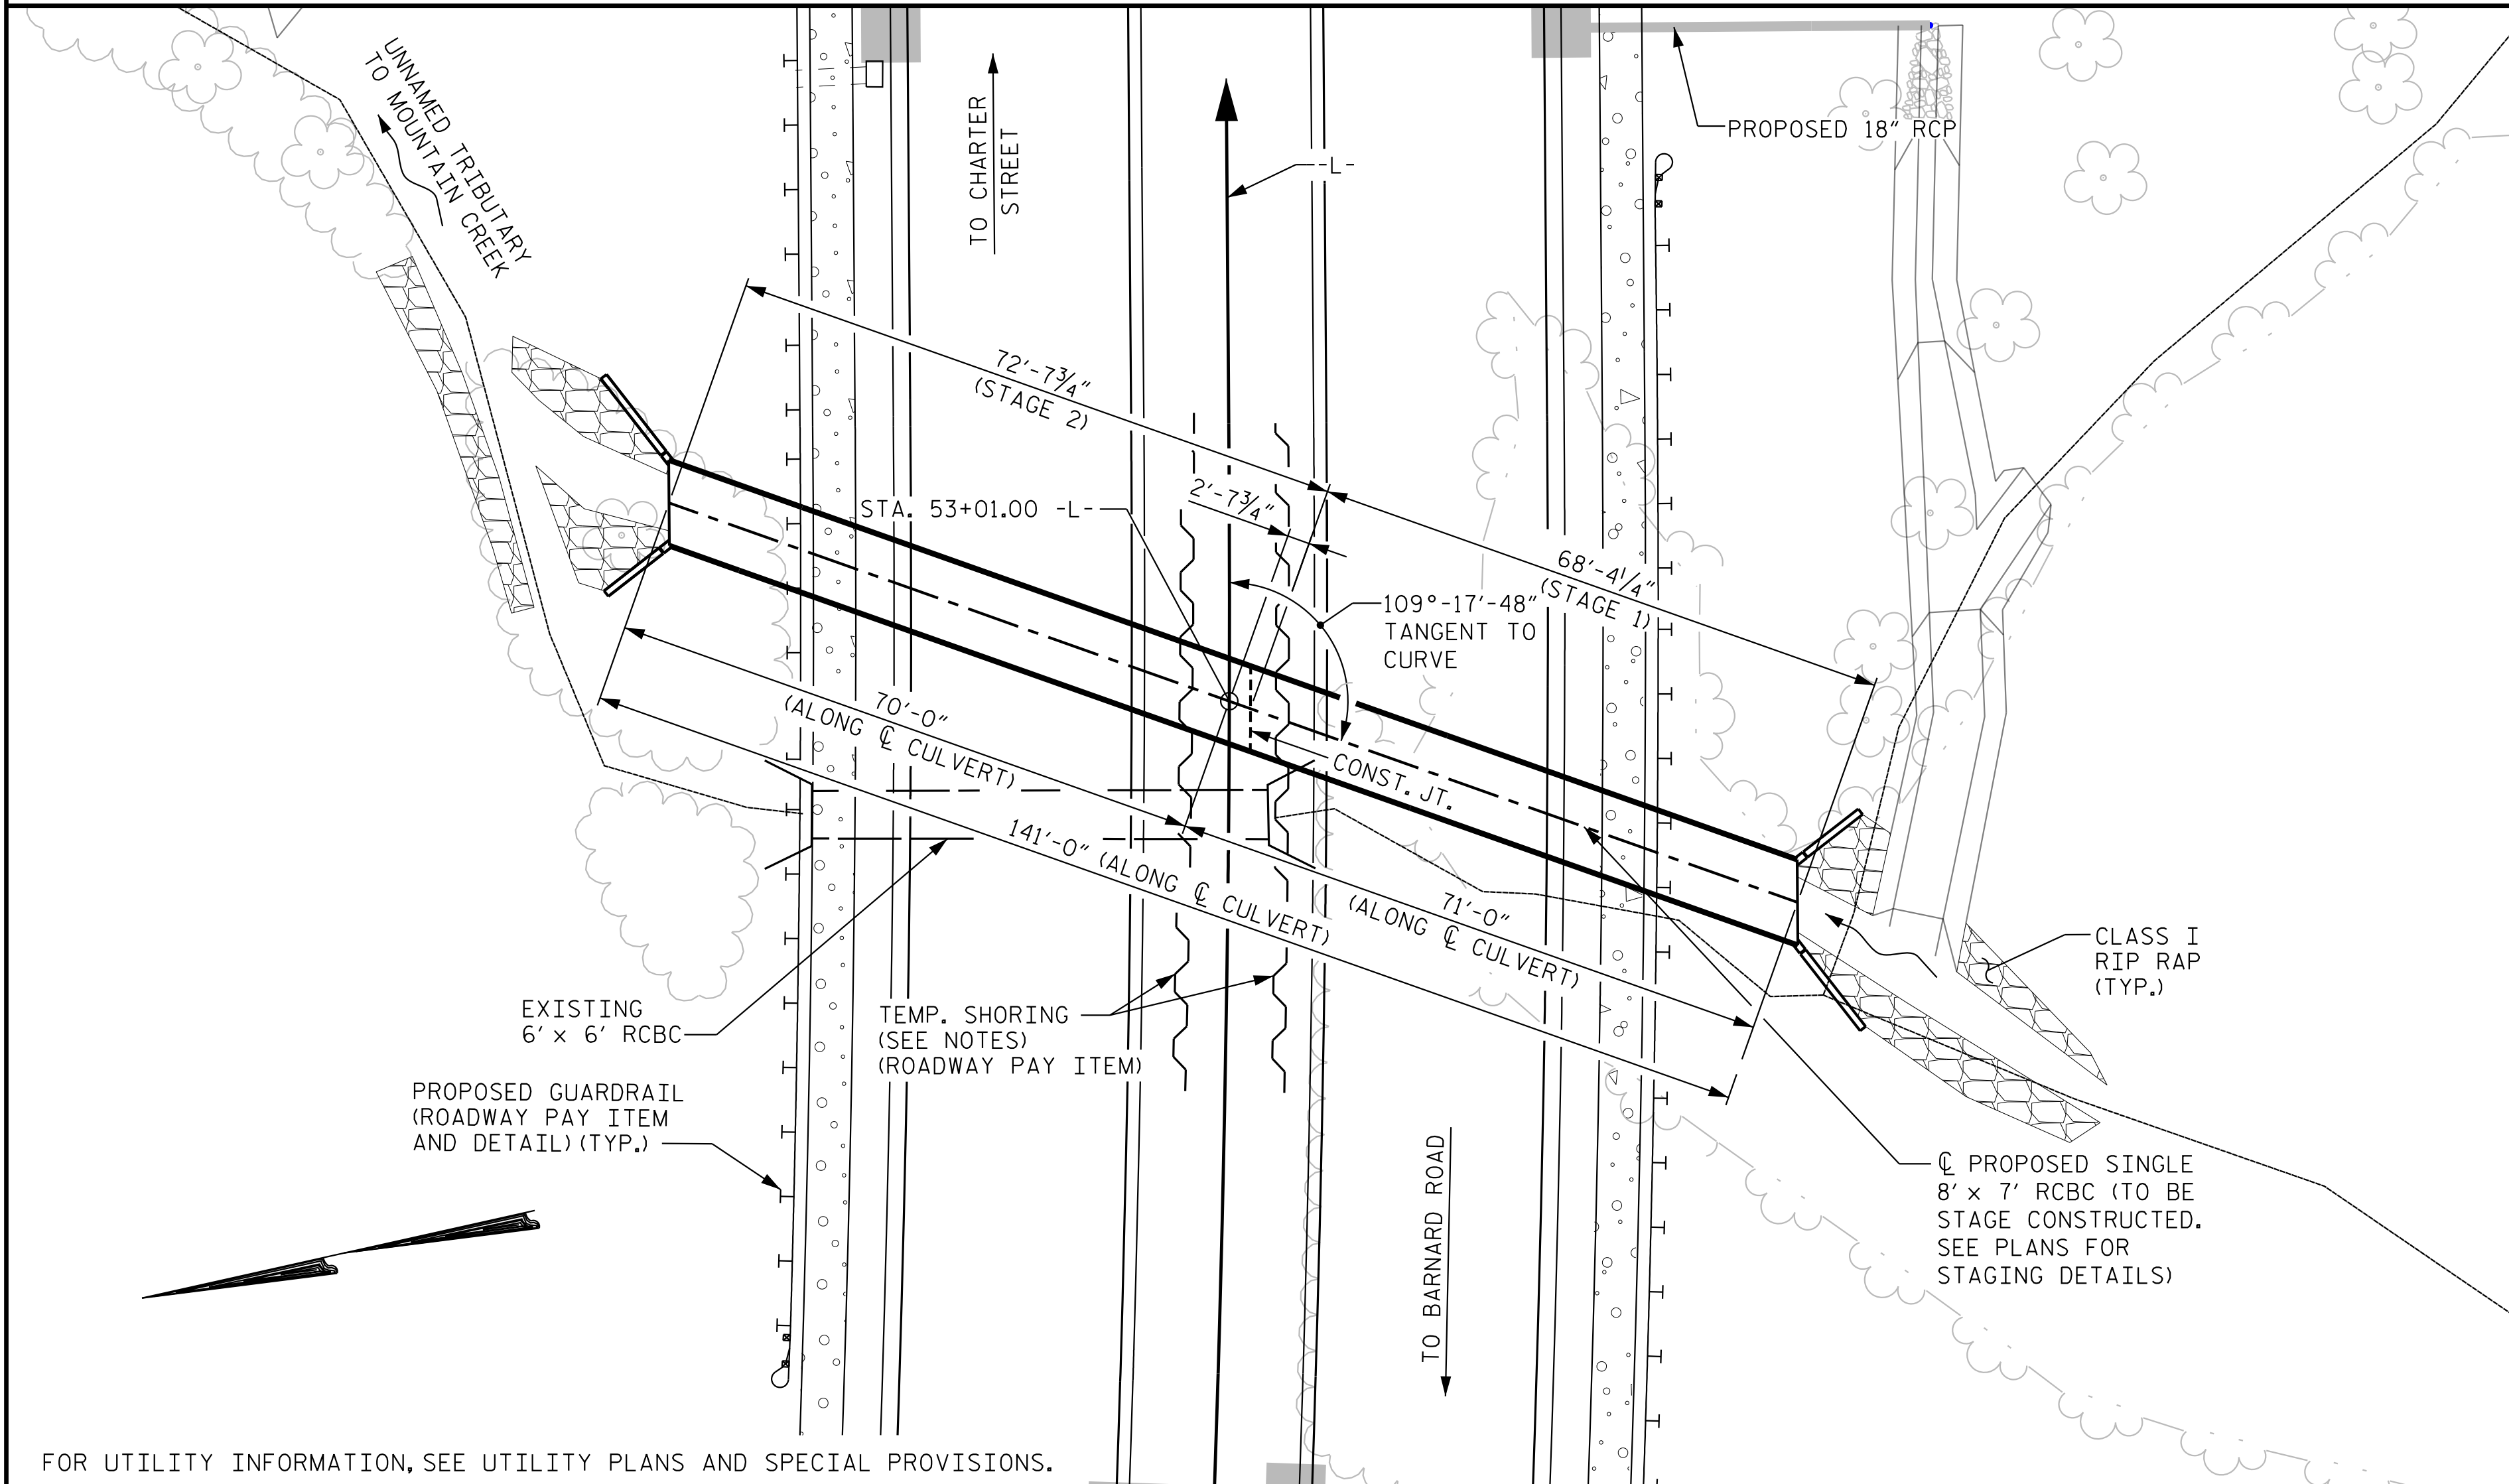 UNNAMED TRIBUTARY
TO MOUNTAIN CREEK
TO CHARTER
STREET
-L-
PROPOSED 18" RCP
72'-7¾"
(STAGE 2)
2'-7¾"
STA. 53+01.00 -L-
68'-4¼"
(STAGE 1)
109°-17'-48"
TANGENT TO
CURVE
70'-0"
(ALONG ℄ CULVERT)
CONST. JT.
141'-0" (ALONG ℄ CULVERT)
71'-0"
(ALONG ℄ CULVERT)
CLASS I
RIP RAP
(TYP.)
EXISTING
6' x 6' RCBC
TEMP. SHORING
(SEE NOTES)
(ROADWAY PAY ITEM)
PROPOSED GUARDRAIL
(ROADWAY PAY ITEM
AND DETAIL) (TYP.)
TO BARNARD ROAD
℄ PROPOSED SINGLE
8' x 7' RCBC (TO BE
STAGE CONSTRUCTED.
SEE PLANS FOR
STAGING DETAILS)
FOR UTILITY INFORMATION, SEE UTILITY PLANS AND SPECIAL PROVISIONS.